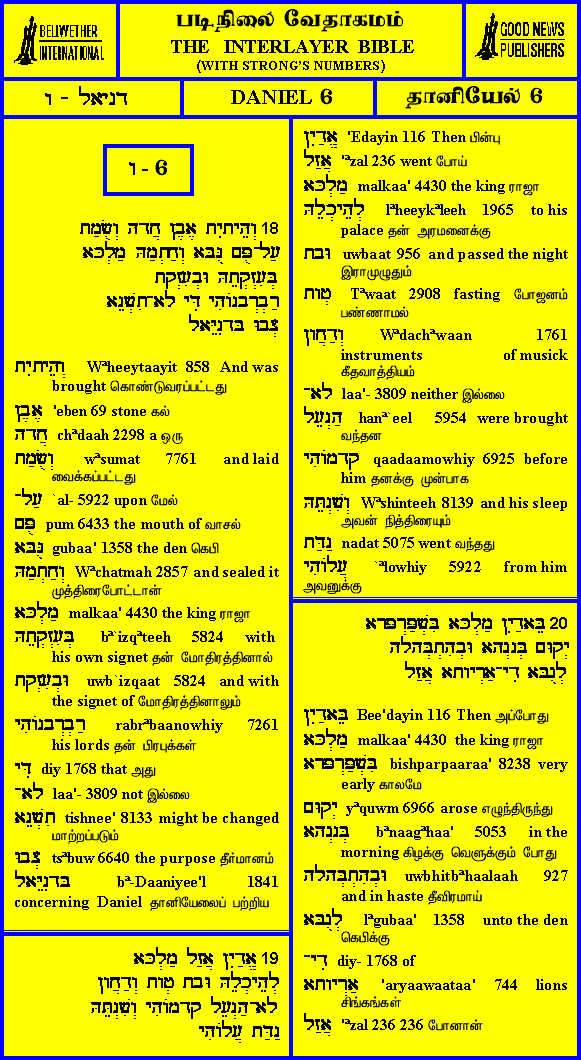 BELLWETHER
INTERNATIONAL
படிநிலை வேதாகமம்
THE INTERLAYER BIBLE
(WITH STRONG'S NUMBERS)
GOOD NEWS
PUBLISHERS
דניאל - ו
DANIEL 6
தானியேல் 6
ו - 6
18 וְהֵיתָיִת אֶבֶן חֲדָה וְשֻׂמַת
עַל־פֻּם גֻּבָּא וְחַתְמַהּ מַלְכָּא
בְּעִזְקְתֵהּ וּבְעִזְקָת
רַבְרְבָנוֹהִי דִּי לָא־תִשְׁנֵא
צְבוּ בְּדָנִיֵּאל
וְהֵיתָיִת Wªheeytaayit 858 And was
brought கொண்டுவரப்பட்டது
אֶבֶן 'eben 69 stone கல்
חֲדָה chªdaah 2298 a ஒரு
וְשֻׂמַת wªsumat 7761 and laid
வைக்கப்பட்டது
עַל־ `al- 5922 upon மேல்
פֻּם pum 6433 the mouth of வாசல்
גֻּבָּא gubaa' 1358 the den கெபி
וְחַתְמַהּ Wªchatmah 2857 and sealed it
முத்திரைபோட்டான்
מַלְכָּא malkaa' 4430 the king ராஜா
בְּעִזְקְתֵהּ bª`izqªteeh 5824 with
his own signet தன் மோதிரத்தினால்
וּבְעִזְקָת uwb`izqaat 5824 and with
the signet of மோதிரத்தினாலும்
רַבְרְבָנוֹהִי rabrªbaanowhiy 7261
his lords தன் பிரபுக்கள்
דִּי diy 1768 that அது
לָא־ laa'- 3809 not இல்லை
תִשְׁנֵא tishnee' 8133 might be changed
மாற்றப்படும்
צְבוּ tsªbuw 6640 the purpose தீர்மானம்
בְּדָנִיֵּאל bª-Daaniyee'l 1841
concerning Daniel தானியேலைப் பற்றிய
19 אֱדַיִן אֲזַל מַלְכָּא
לְהֵיכְלֵהּ וּבָת טְוָת וְדַחֲוָן
לָא־הַנְעֵל קָדָמוֹהִי וְשִׁנְתֵּהּ
נַדַּת עֲלוֹהִי
אֱדַיִן 'Edayin 116 Then பின்பு
אֲזַל 'ªzal 236 went போய்
מַלְכָּא malkaa' 4430 the king ராஜா
לְהֵיכְלֵהּ lªheeykªleeh 1965 to his
palace தன் அரமனைக்கு
וּבָת uwbaat 956 and passed the night
இராமுழுதும்
טְוָת Tªwaat 2908 fasting போஜனம்
பண்ணாமல்
וְדַחֲוָן Wªdachªwaan 1761
instruments of musick
கீதவாத்தியம்
לָא־ laa'- 3809 neither இல்லை
הַנְעֵל hanª`eel 5954 were brought
வந்தன
קָדָמוֹהִי qaadaamowhiy 6925 before
him தனக்கு முன்பாக
וְשִׁנְתֵּהּ Wªshinteeh 8139 and his sleep
அவன் நித்திரையும்
נַדַּת nadat 5075 went வந்தது
עֲלוֹהִי `ªlowhiy 5922 from him
அவனுக்கு
20 בֵּאדַיִן מַלְכָּא בִּשְׁפַּרְפָּרָא
יְקוּם בְּנָגְהָא וּבְהִתְבְּהָלָה
לְגֻבָּא דִי־אַרְיָוָתָא אֲזַל
בֵּאדַיִן Bee'dayin 116 Then அப்போது
מַלְכָּא malkaa' 4430 the king ராஜா
בִּשְׁפַּרְפָּרָא bishparpaaraa' 8238 very
early காலமே
יְקוּם yªquwm 6966 arose எழுந்திருந்து
בְּנָגְהָא bªnaagªhaa' 5053 in the
morning கிழக்கு வெளுக்கும் போது
וּבְהִתְבְּהָלָה uwbhitbªhaalaah 927
and in haste தீவிரமாய்
לְגֻבָּא lªgubaa' 1358 unto the den
கெபிக்கு
דִי־ diy- 1768 of
אַרְיָוָתָא 'aryaawaataa' 744 lions
சிங்கங்கள்
אֲזַל 'ªzal 236 236 போனான்